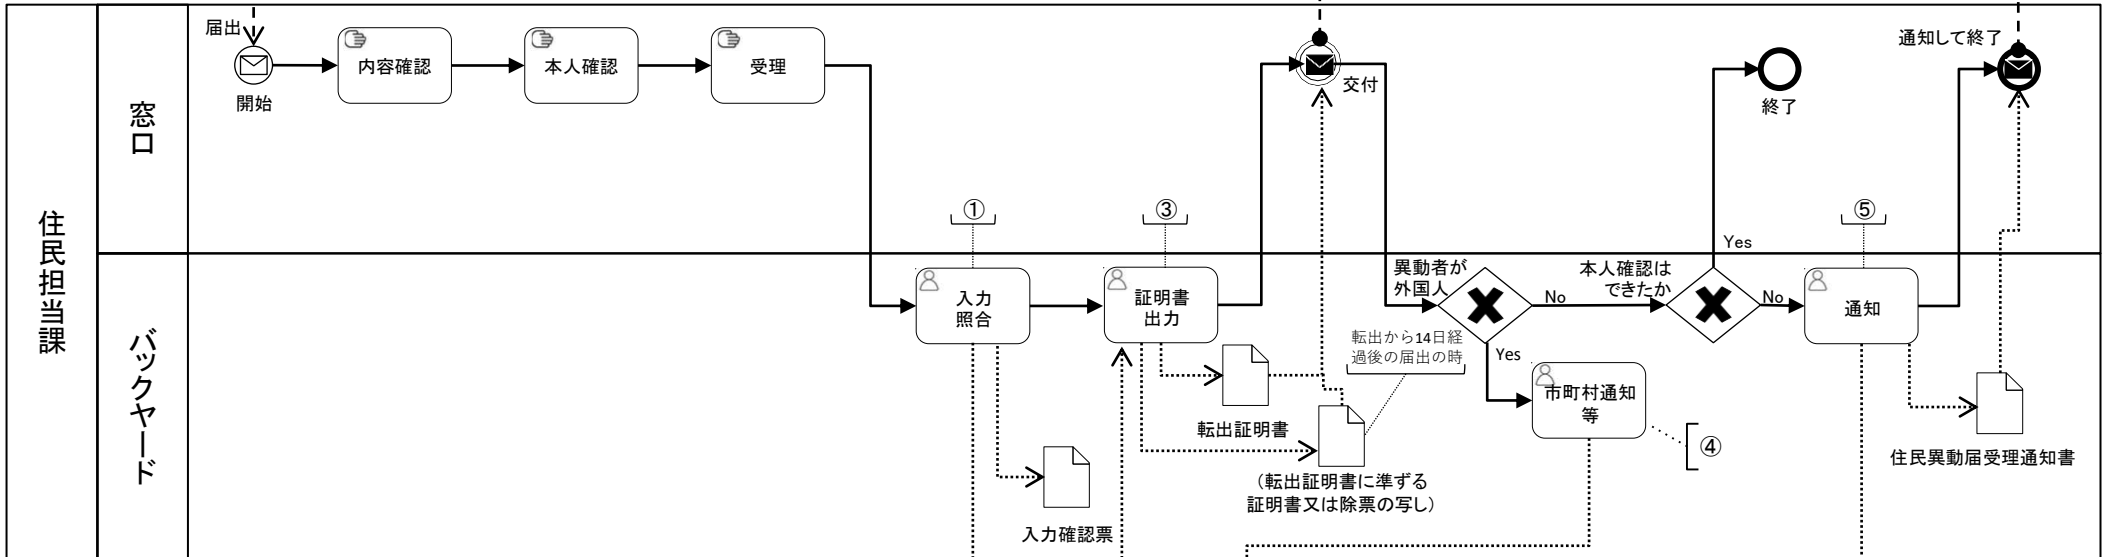 住民担当課
窓口
届出
開始
内容確認
本人確認
受理
交付
終了
通知して終了
①
③
⑤
Yes
バックヤード
入力
照合
証明書
出力
異動者が
外国人
No
本人確認は
できたか
No
通知
転出から14日経
過後の届出の時
Yes
市町村通知
等
④
転出証明書
(転出証明書に準ずる
証明書又は除票の写し)
入力確認票
住民異動届受理通知書